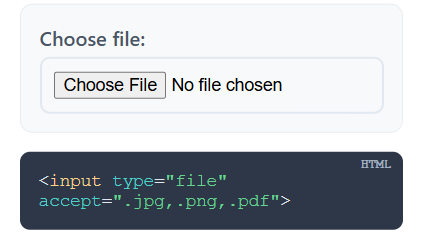 Choose file:
Choose File No file chosen
HTML
<input type="file"
accept=".jpg,.png,.pdf">